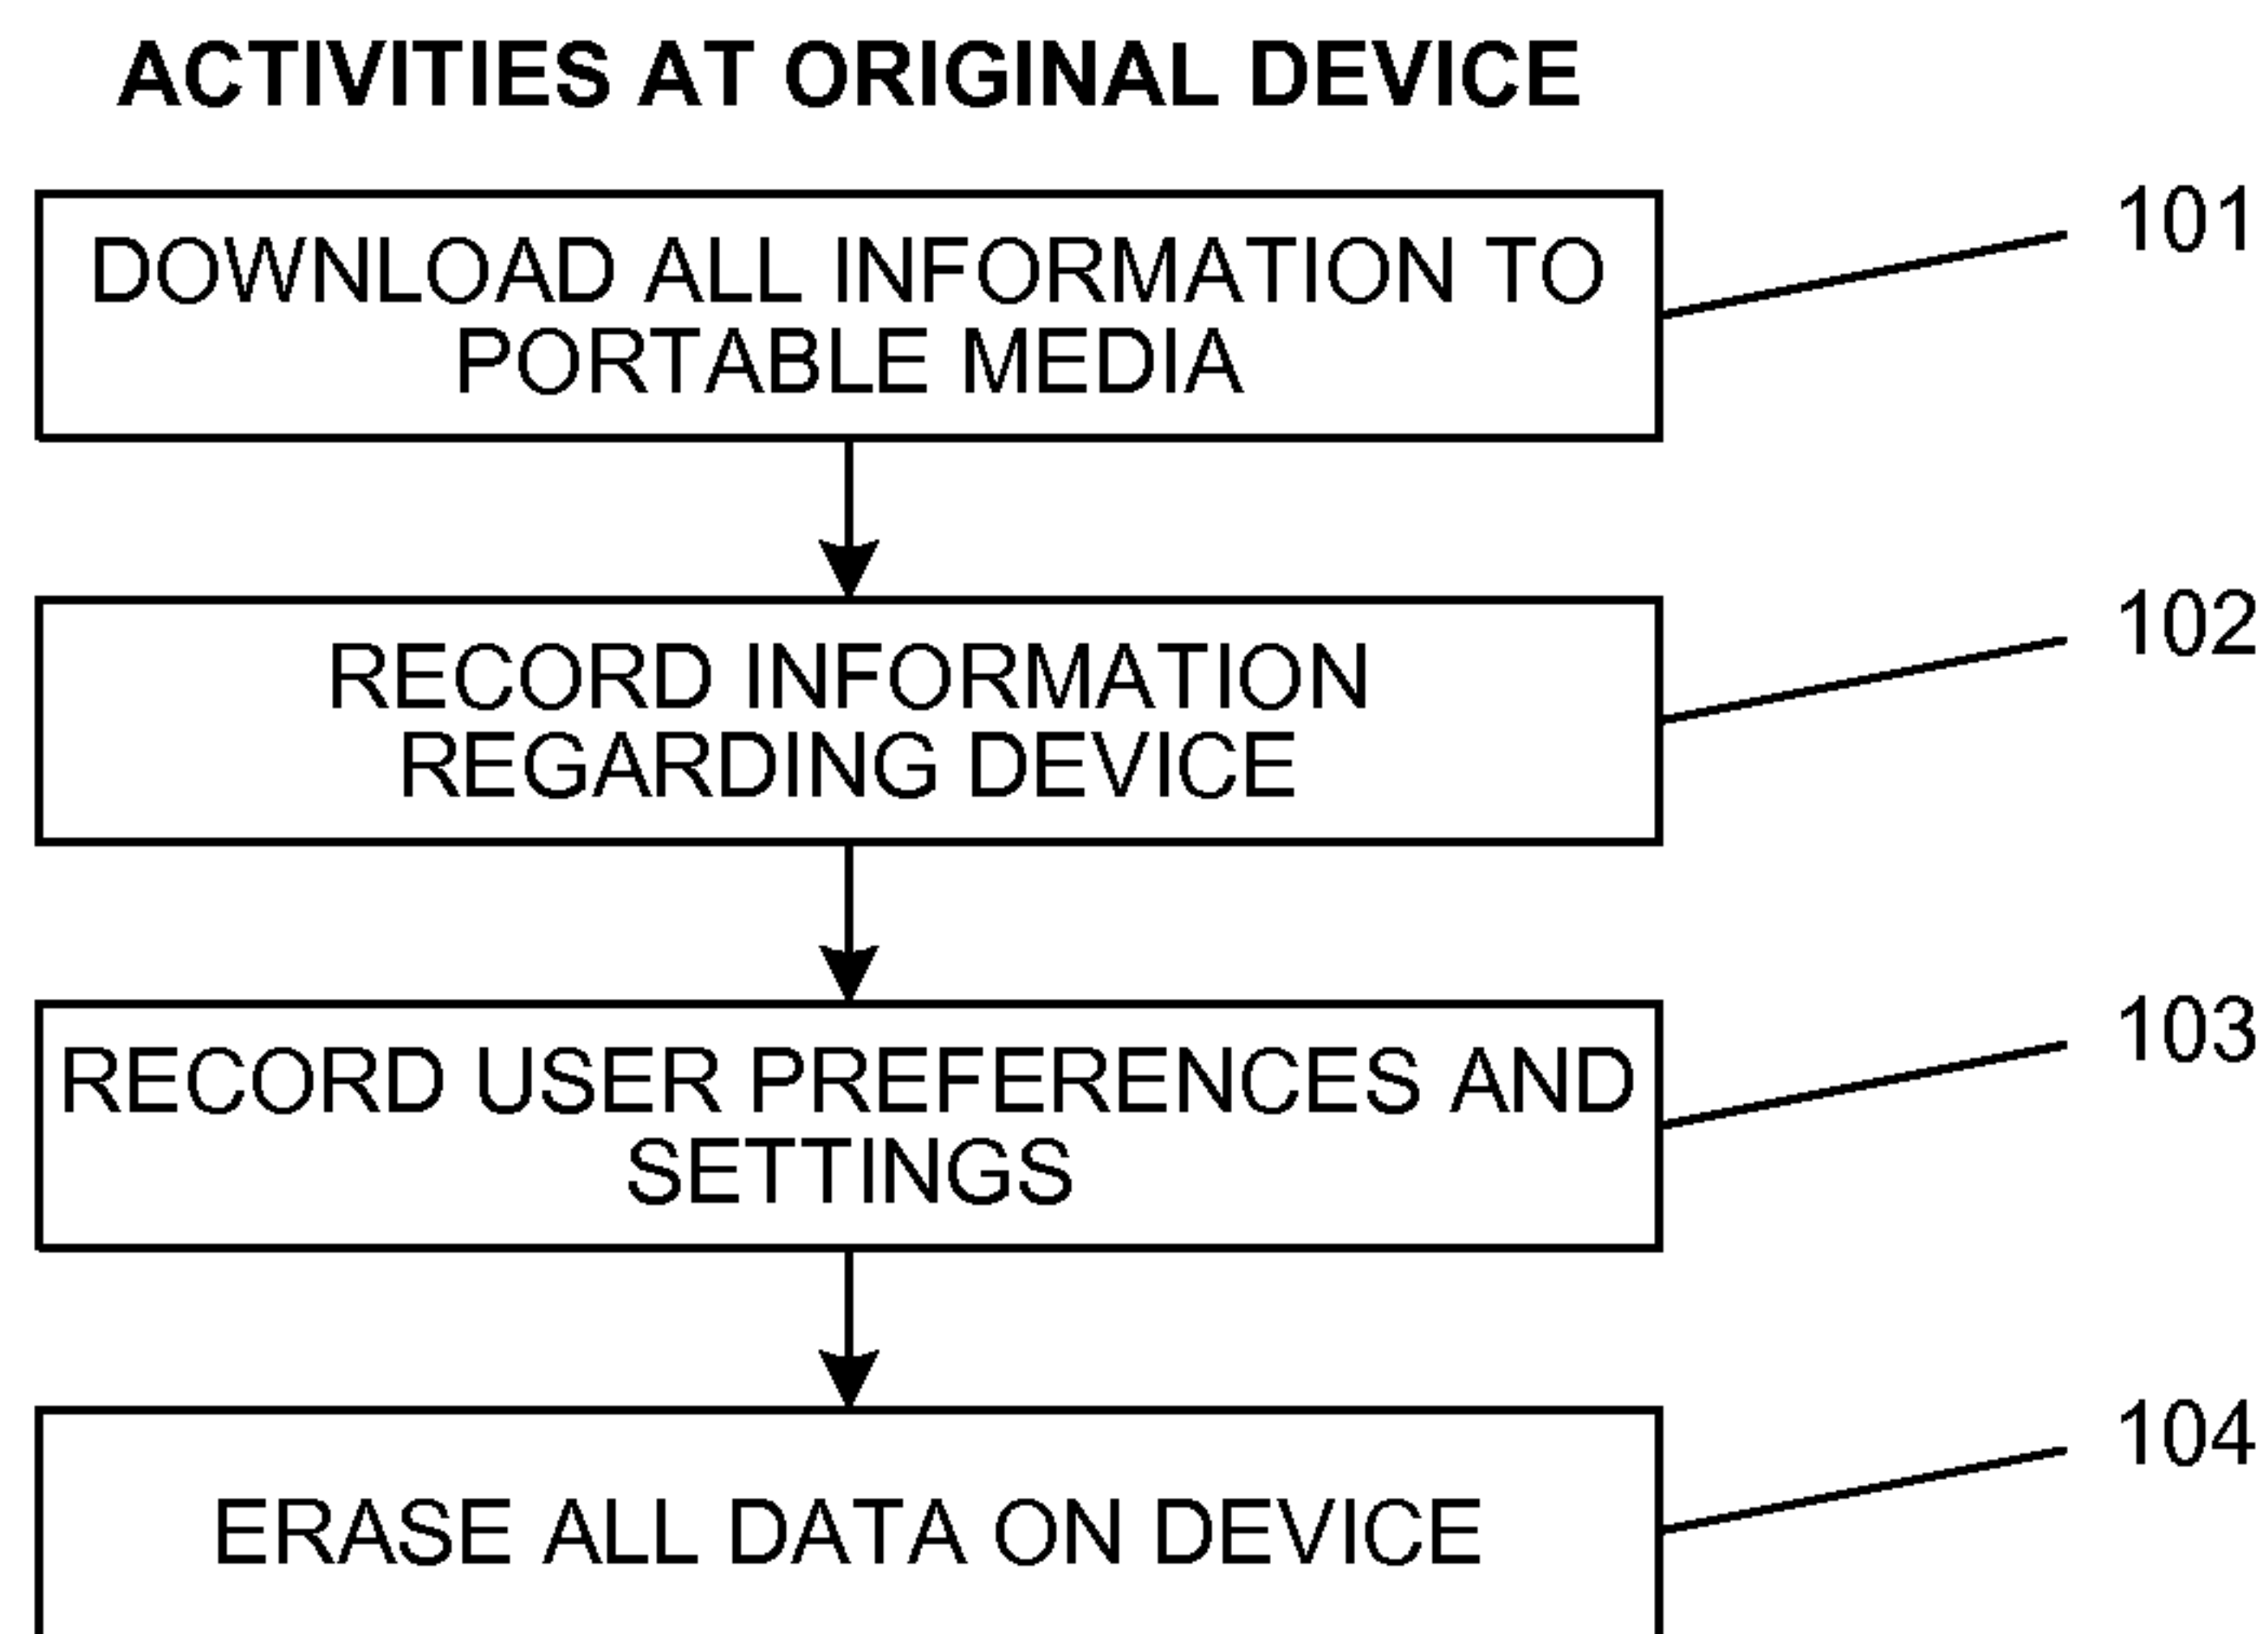 ACTIVITIES AT ORIGINAL DEVICE
DOWNLOAD ALL INFORMATION TO
PORTABLE MEDIA
101
RECORD INFORMATION
REGARDING DEVICE
102
RECORD USER PREFERENCES AND
SETTINGS
103
ERASE ALL DATA ON DEVICE
104